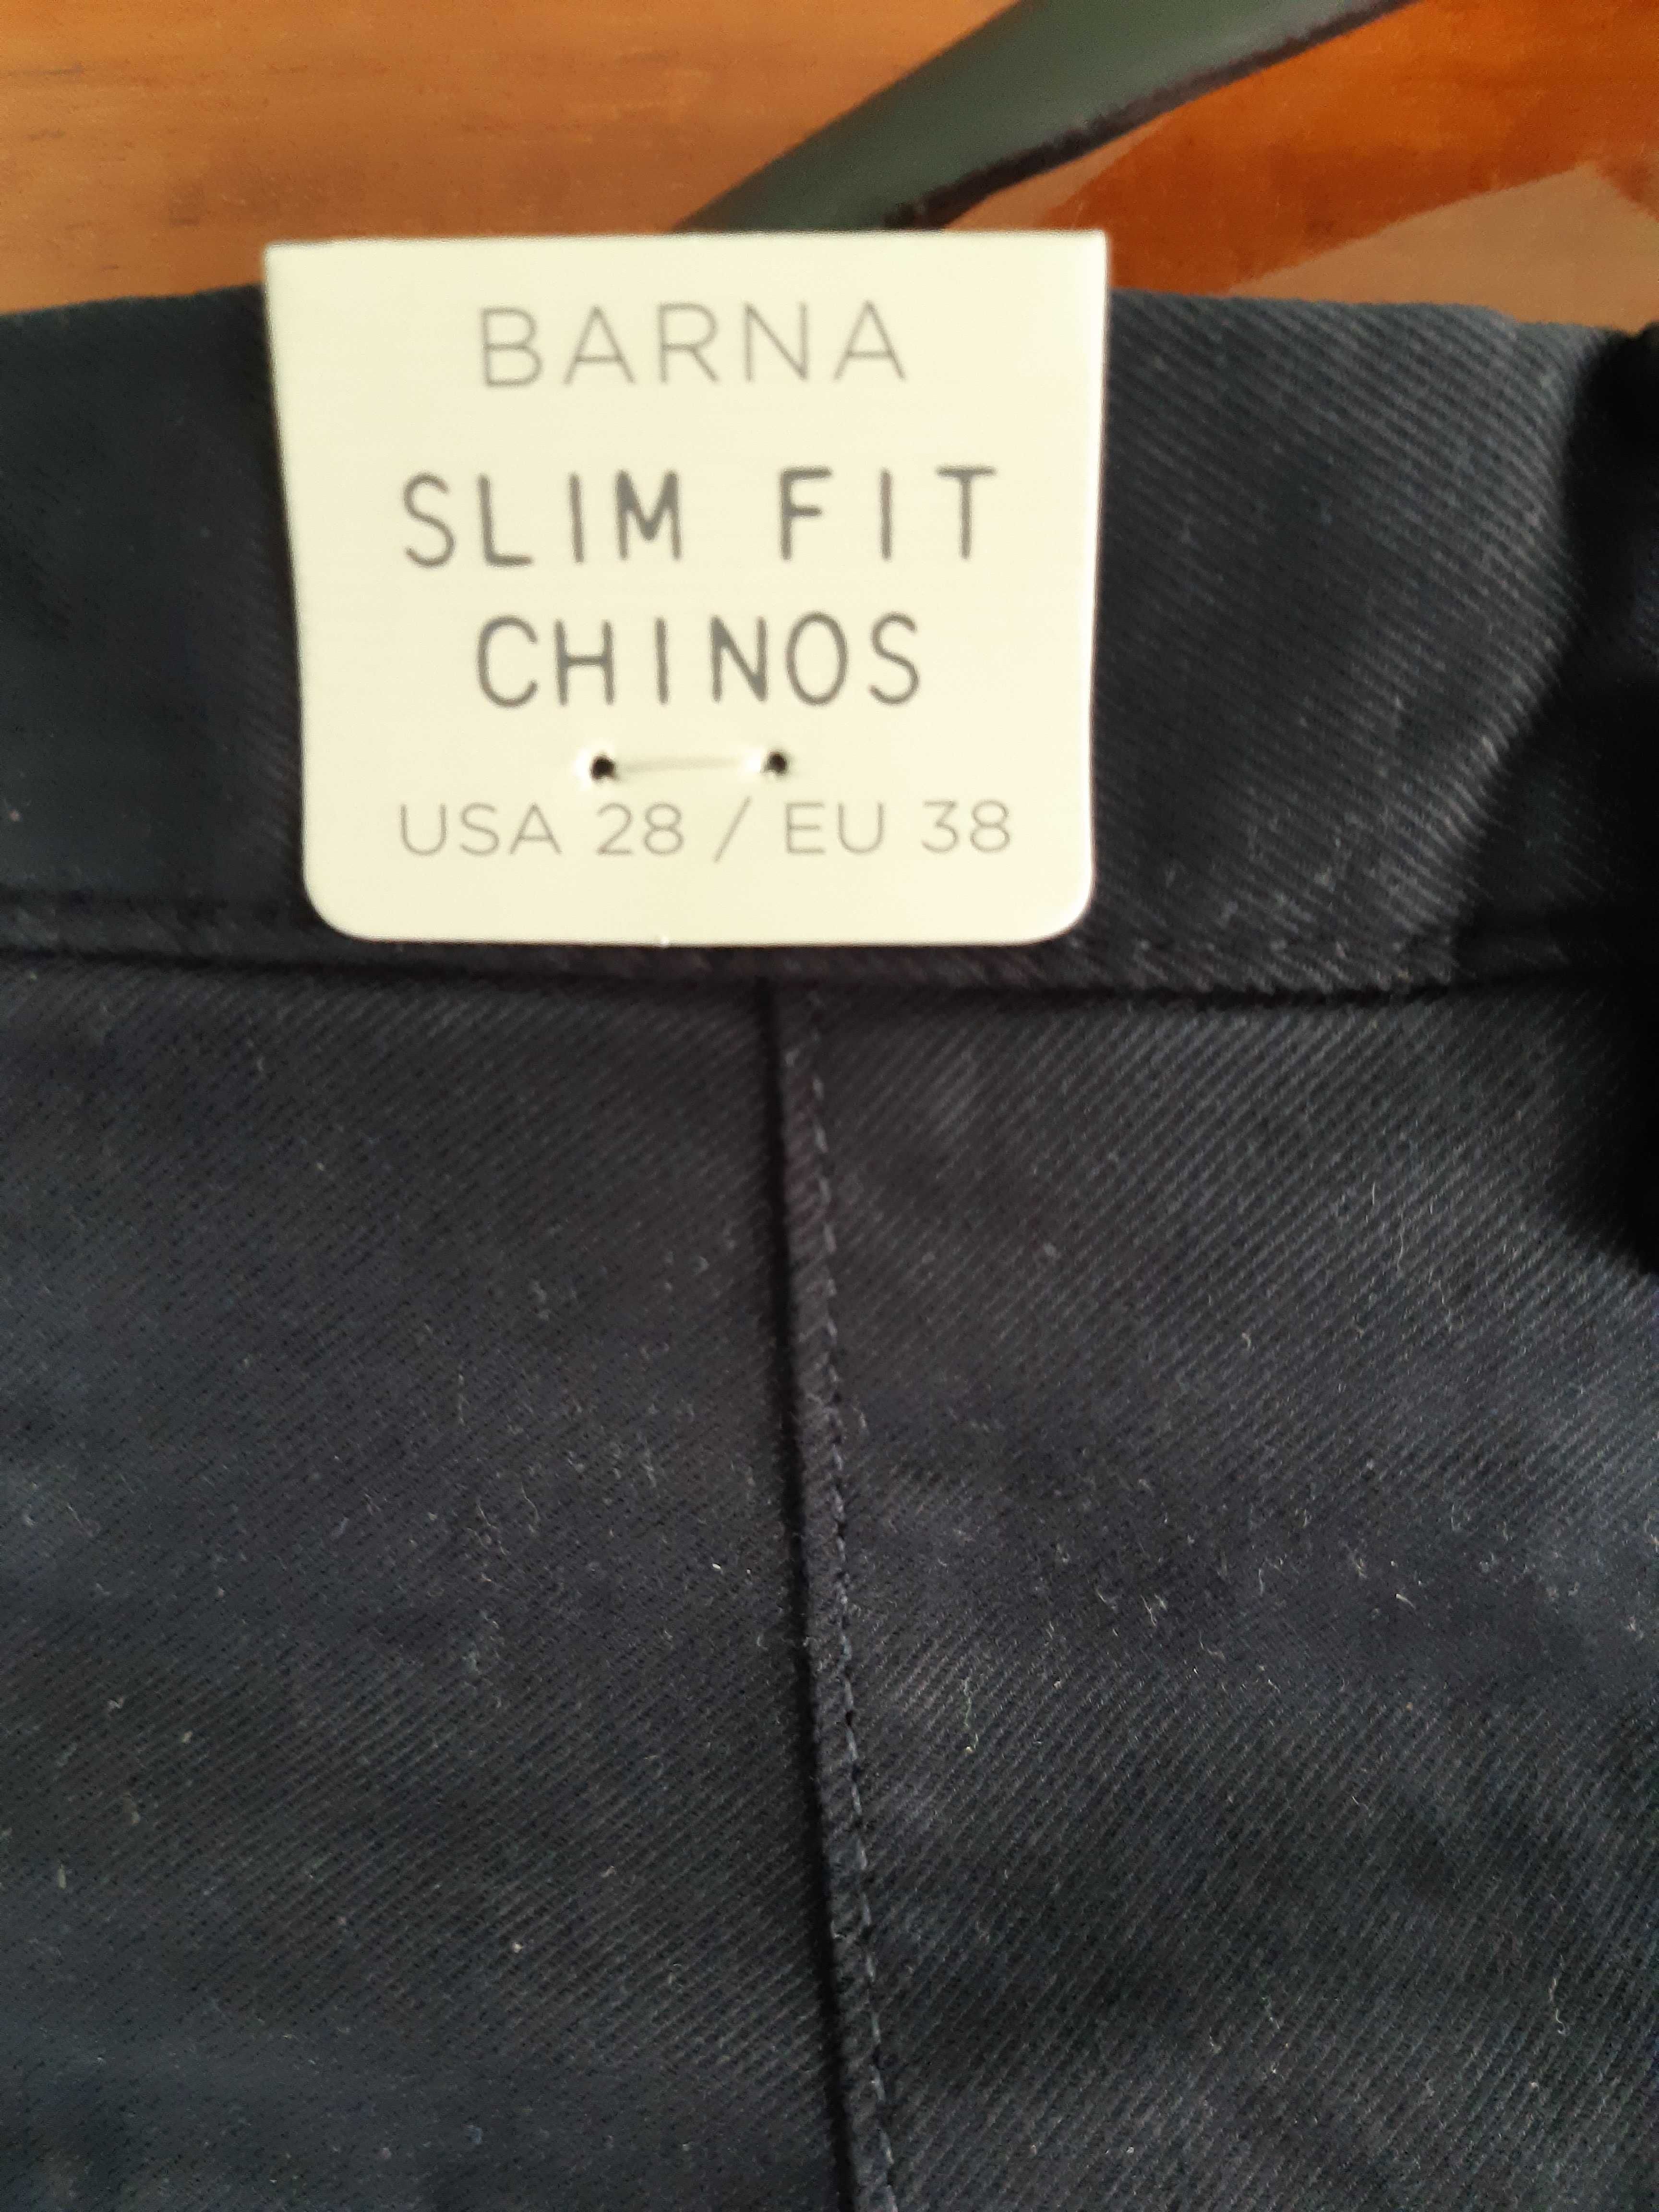 BARNA
SLIM FIT
CHINOS
USA 28 / EU 38